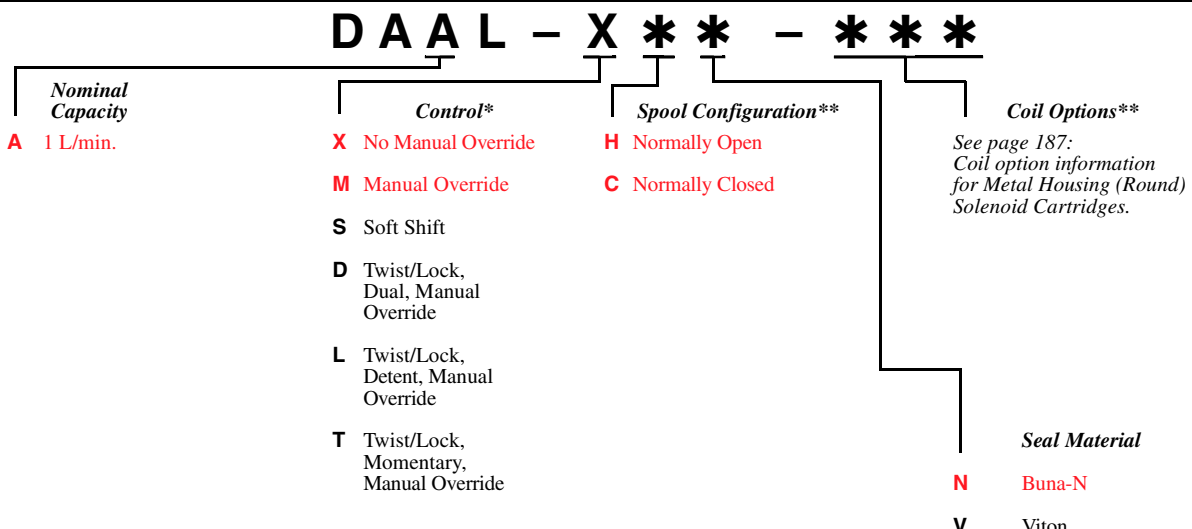 D A A L – X ✱ ✱ – ✱ ✱ ✱
Nominal
Capacity
A 1 L/min.
Control*
X No Manual Override
M Manual Override
S Soft Shift
D Twist/Lock,
Dual, Manual
Override
L Twist/Lock,
Detent, Manual
Override
T Twist/Lock,
Momentary,
Manual Override
Spool Configuration**
H Normally Open
C Normally Closed
Coil Options**
See page 187:
Coil option information
for Metal Housing (Round)
Solenoid Cartridges.
Seal Material
N Buna-N
V Viton